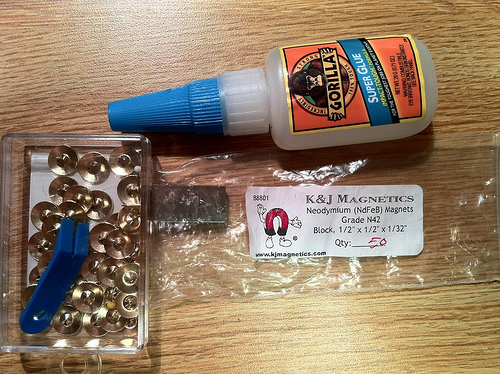 GORILLA
SUPER GLUE
B8801
K&J MAGNETICS
Neodymium (NdFeB) Magnets
Grade N42
Block, 1/2" x 1/2" x 1/32"
Qty: 50
www.kjmagnetics.com